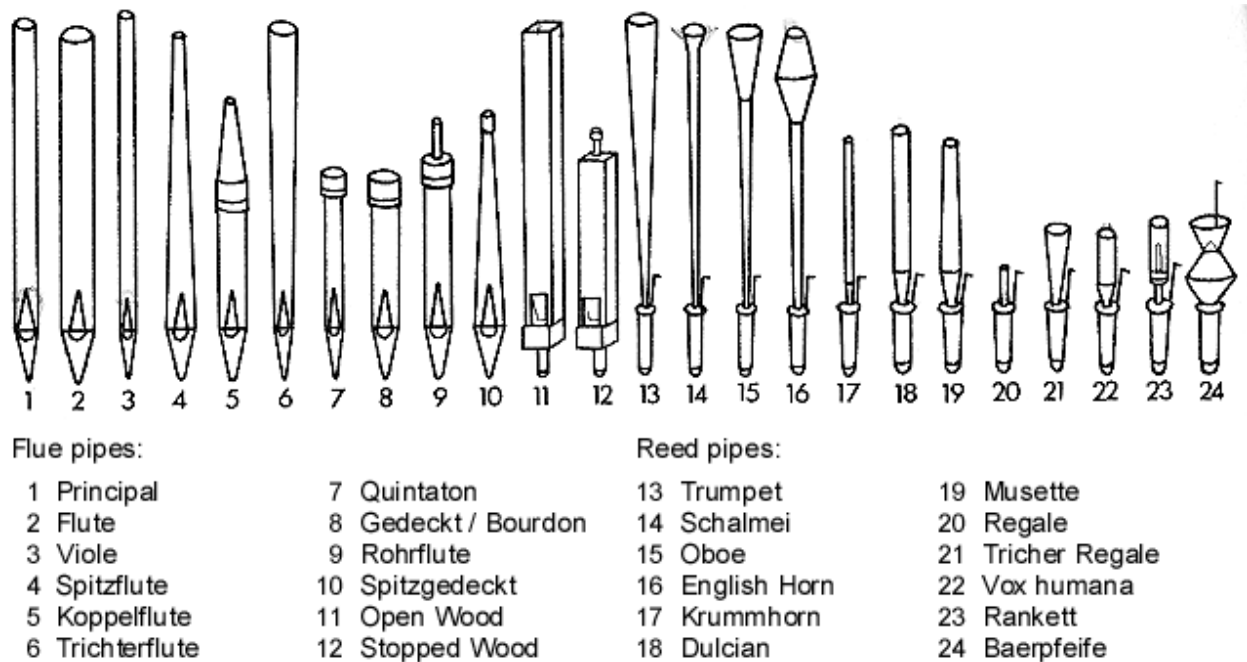 1 2 3 4 5 6 7 8 9 10 11 12 13 14 15 16 17 18 19 20 21 22 23 24
Flue pipes:
1 Principal
2 Flute
3 Viole
4 Spitzflute
5 Koppelflute
6 Trichterflute
7 Quintaton
8 Gedeckt / Bourdon
9 Rohrflute
10 Spitzgedeckt
11 Open Wood
12 Stopped Wood
Reed pipes:
13 Trumpet
14 Schalmei
15 Oboe
16 English Horn
17 Krummhorn
18 Dulcian
19 Musette
20 Regale
21 Tricher Regale
22 Vox humana
23 Rankett
24 Baerpfeife